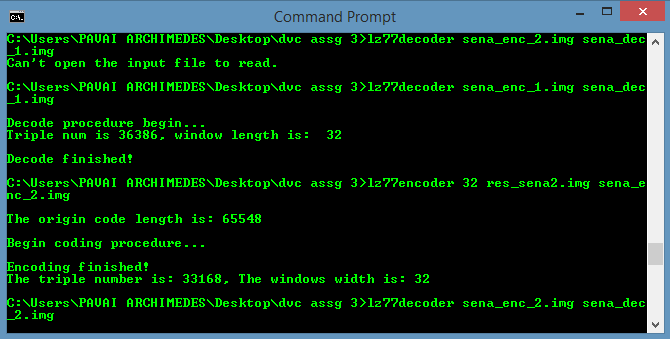 Command Prompt
C:\Users\PAVAI ARCHIMEDES\Desktop\dvc assg 3>lz77decoder sena_enc_2.img sena_dec
_1.img
Can't open the input file to read.
C:\Users\PAVAI ARCHIMEDES\Desktop\dvc assg 3>lz77decoder sena_enc_1.img sena_dec
_1.img
Decode procedure begin...
Triple num is 36386, window length is:  32
Decode finished!
C:\Users\PAVAI ARCHIMEDES\Desktop\dvc assg 3>lz77encoder 32 res_sena2.img sena_e
nc_2.img
The origin code length is: 65548
Begin coding procedure...
Encoding finished!
The triple number is: 33168, The windows width is: 32
C:\Users\PAVAI ARCHIMEDES\Desktop\dvc assg 3>lz77decoder sena_enc_2.img sena_dec
_2.img